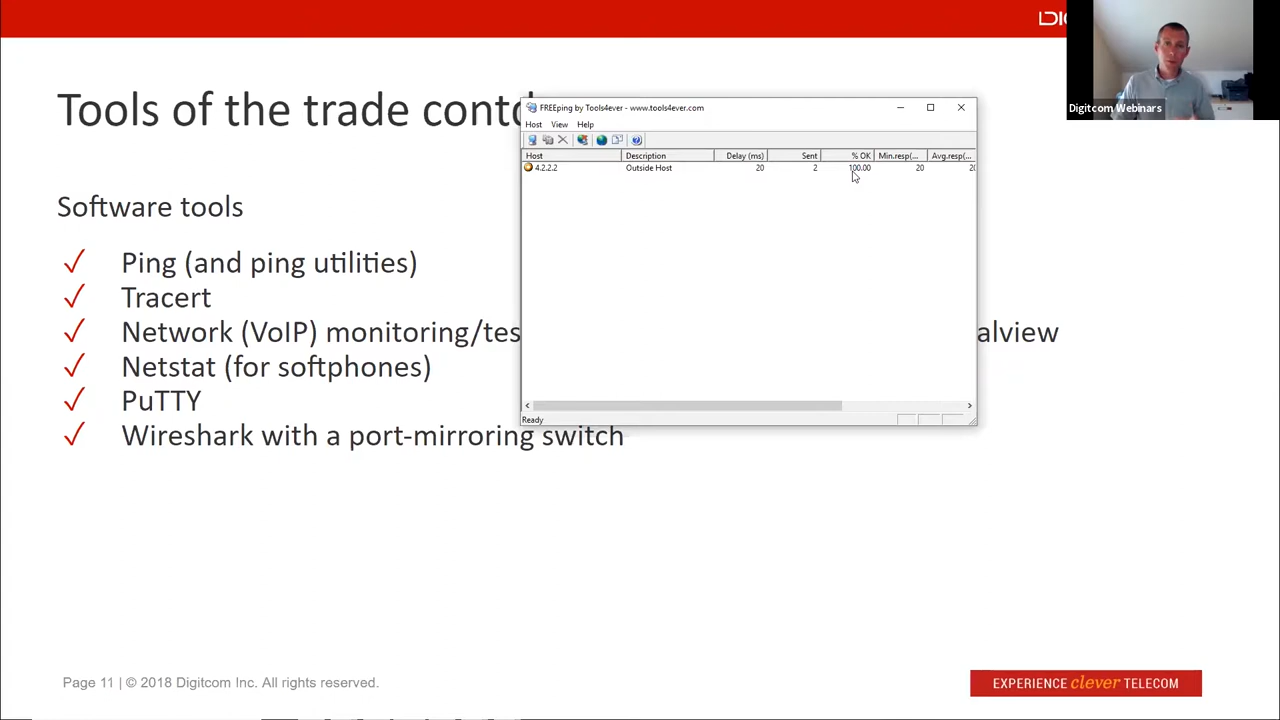 Digitcom Webinars
Tools of the trade contd
FREEping by Tools4ever - www.tools4ever.com
Host View Help
Host Description Delay (ms) Sent % OK Min.resp(... Avg.resp(...
4.2.2.2 Outside Host 20 2 100.00 20 20
Ready
Software tools
✓ Ping (and ping utilities)
✓ Tracert
✓ Network (VoIP) monitoring/tes alview
✓ Netstat (for softphones)
✓ PuTTY
✓ Wireshark with a port-mirroring switch
Page 11 | © 2018 Digitcom Inc. All rights reserved.
EXPERIENCE clever TELECOM